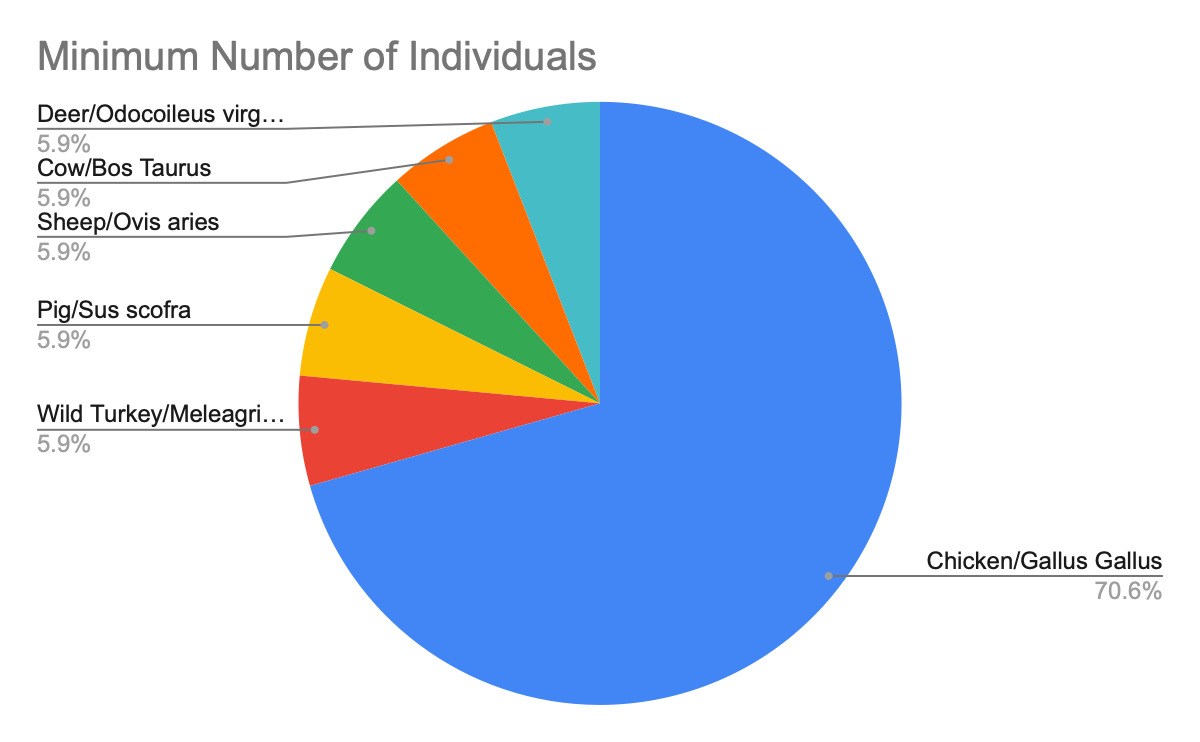 Minimum Number of Individuals
Deer/Odocoileus virg…
5.9%
Cow/Bos Taurus
5.9%
Sheep/Ovis aries
5.9%
Pig/Sus scofra
5.9%
Wild Turkey/Meleagri…
5.9%
Chicken/Gallus Gallus
70.6%